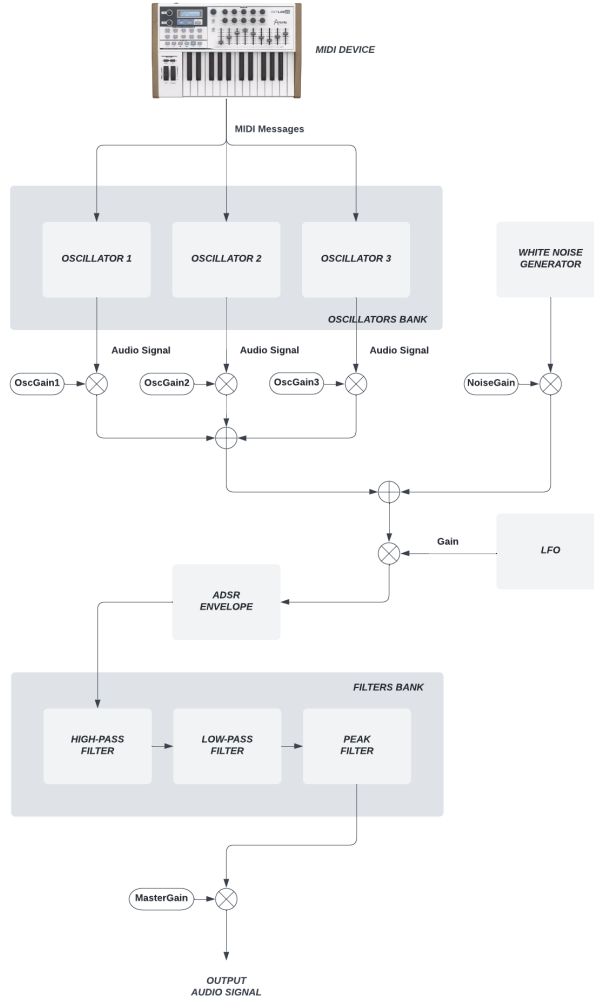 MIDI DEVICE
MIDI Messages
OSCILLATOR 1
OSCILLATOR 2
OSCILLATOR 3
WHITE NOISE
GENERATOR
OSCILLATORS BANK
Audio Signal
Audio Signal
Audio Signal
OscGain1
OscGain2
OscGain3
NoiseGain
Gain
LFO
ADSR
ENVELOPE
FILTERS BANK
HIGH-PASS
FILTER
LOW-PASS
FILTER
PEAK
FILTER
MasterGain
OUTPUT
AUDIO SIGNAL